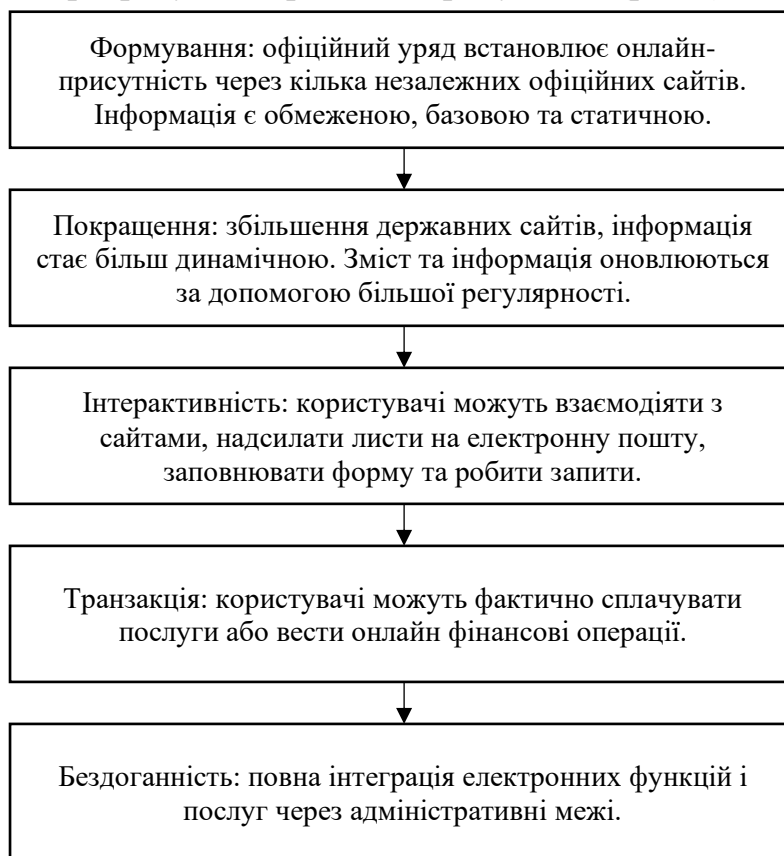 Формування: офіційний уряд встановлює онлайн-
присутність через кілька незалежних офіційних сайтів.
Інформація є обмеженою, базовою та статичною.
Покращення: збільшення державних сайтів, інформація
стає більш динамічною. Зміст та інформація оновлюються
за допомогою більшої регулярності.
Інтерактивність: користувачі можуть взаємодіяти з
сайтами, надсилати листи на електронну пошту,
заповнювати форму та робити запити.
Транзакція: користувачі можуть фактично сплачувати
послуги або вести онлайн фінансові операції.
Бездоганність: повна інтеграція електронних функцій і
послуг через адміністративні межі.